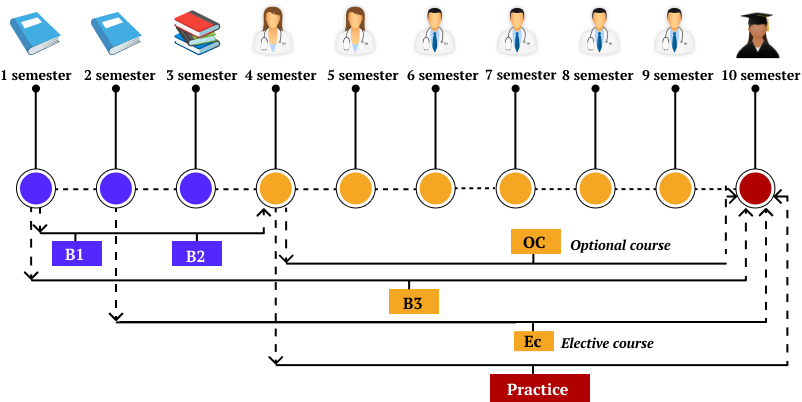 1 semester 2 semester 3 semester 4 semester 5 semester 6 semester 7 semester 8 semester 9 semester 10 semester
OC Optional course
B1 B2
B3
Ec Elective course
Practice